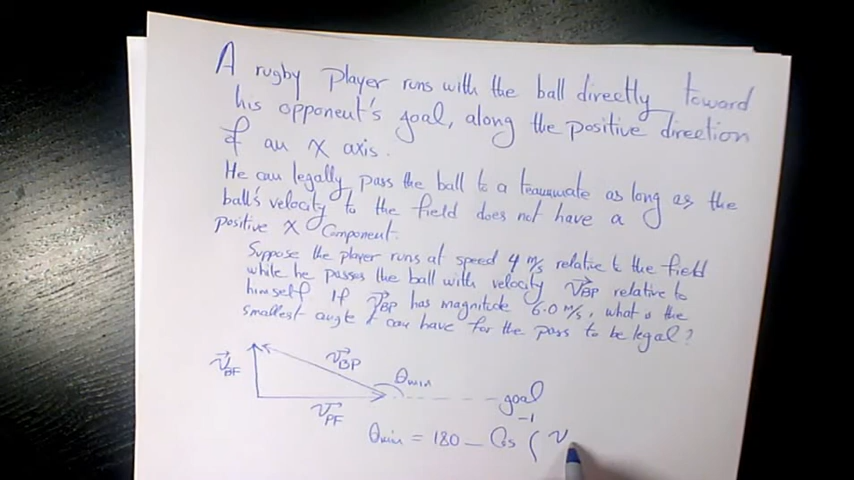 A rugby player runs with the ball directly toward
his opponent's goal, along the positive direction
of an x axis.
He can legally pass the ball to a teammate as long as the
ball's velocity to the field does not have a
positive x Component.
Suppose the player runs at speed 4 m/s relative to the field
while he passes the ball with velocity v⃗BP relative to
himself If v⃗BP has magnitude 6.0 m/s, what is the
smallest angle it can have for the pass to be legal?
v⃗BF
v⃗BP
θmin
goal
v⃗PF
θmin = 180 — Cos⁻¹ ( v